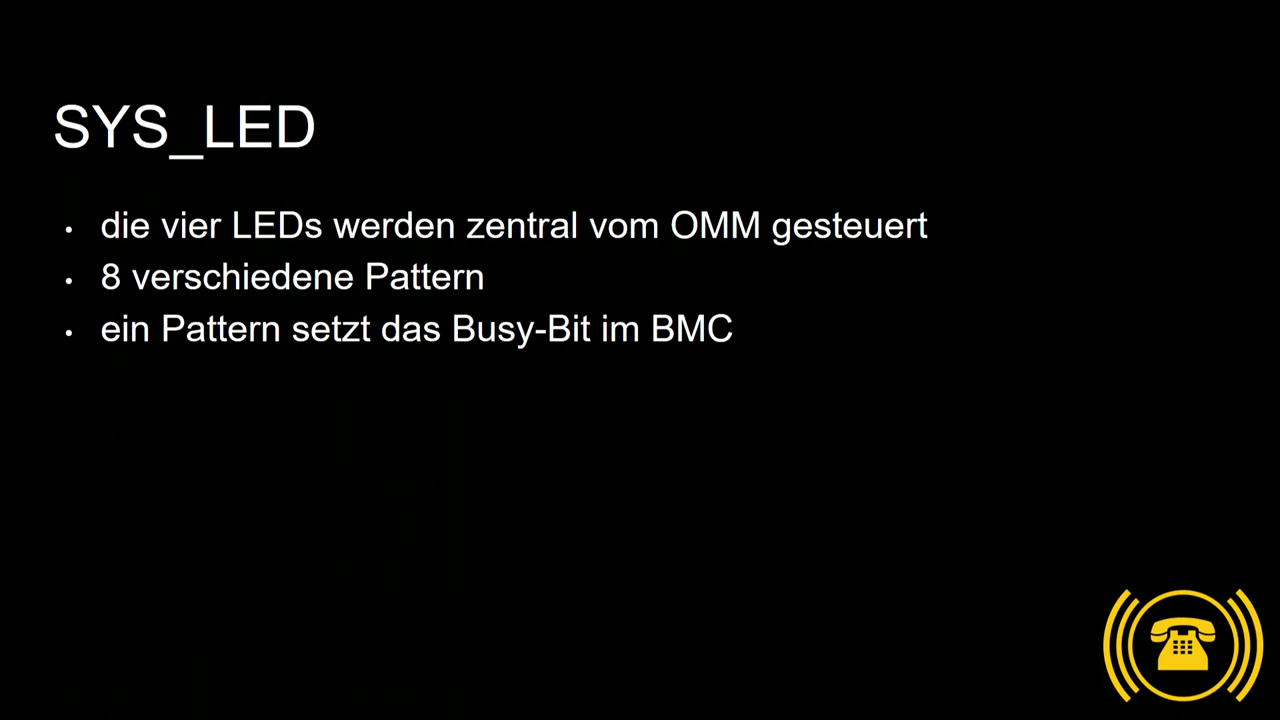 SYS_LED
• die vier LEDs werden zentral vom OMM gesteuert
• 8 verschiedene Pattern
• ein Pattern setzt das Busy-Bit im BMC